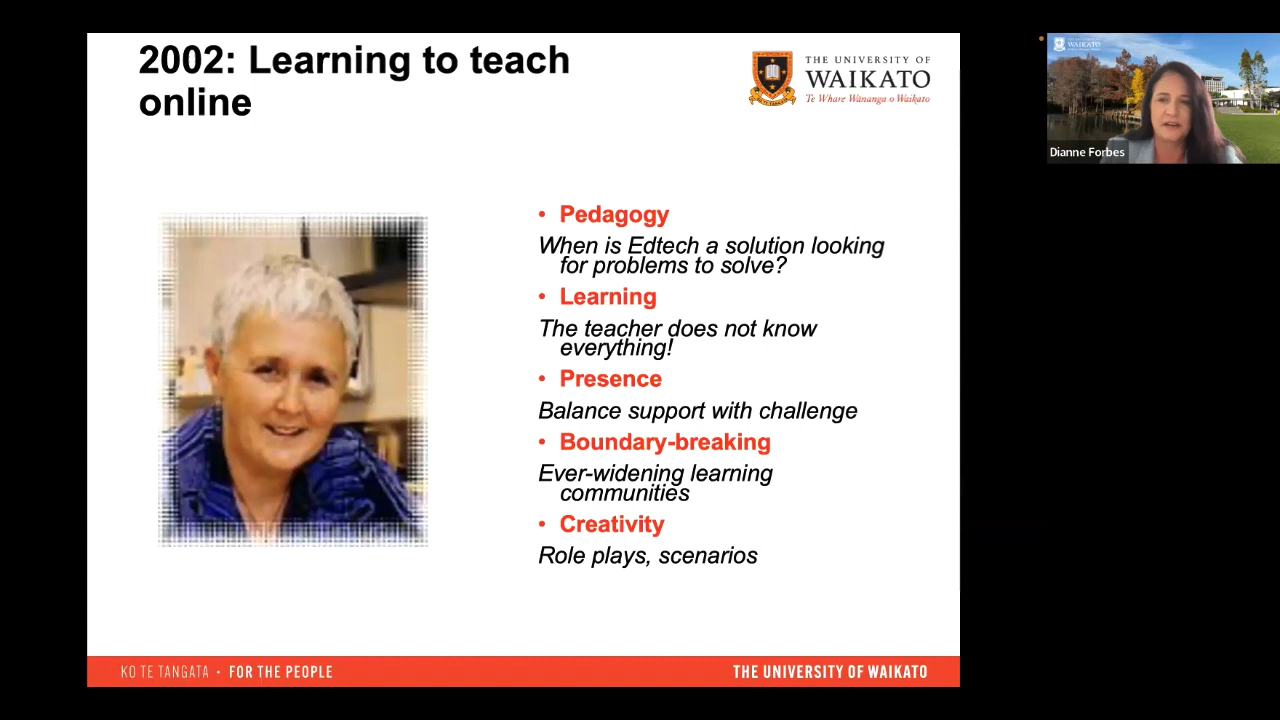 2002: Learning to teach
online
THE UNIVERSITY OF
WAIKATO
Te Whare Wānanga o Waikato
• Pedagogy
When is Edtech a solution looking
for problems to solve?
• Learning
The teacher does not know
everything!
• Presence
Balance support with challenge
• Boundary-breaking
Ever-widening learning
communities
• Creativity
Role plays, scenarios
KO TE TANGATA • FOR THE PEOPLE
THE UNIVERSITY OF WAIKATO
WAIKATO
Dianne Forbes